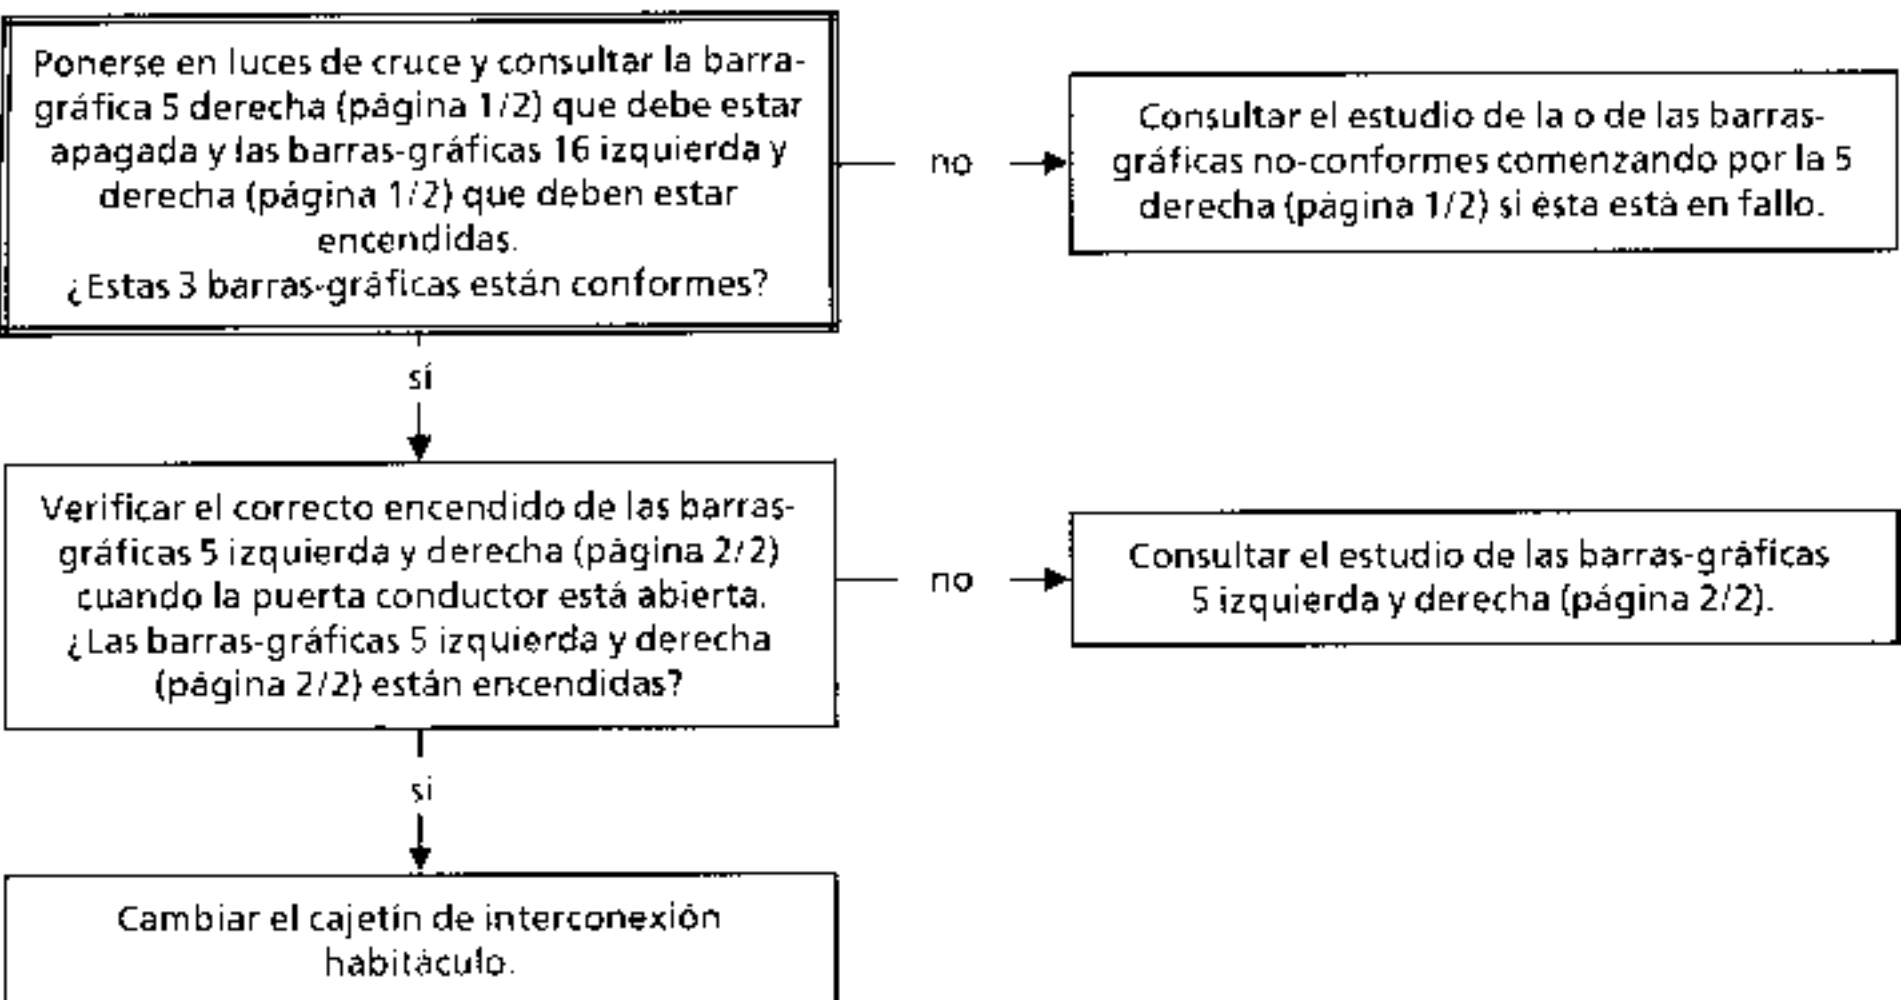 Ponerse en luces de cruce y consultar la barra-
gráfica 5 derecha (página 1/2) que debe estar
apagada y las barras-gráficas 16 izquierda y
derecha (página 1/2) que deben estar
encendidas.
¿Estas 3 barras-gráficas están conformes?
no
Consultar el estudio de la o de las barras-
gráficas no-conformes comenzando por la 5
derecha (página 1/2) si ésta está en fallo.
sí
Verificar el correcto encendido de las barras-
gráficas 5 izquierda y derecha (página 2/2)
cuando la puerta conductor está abierta.
¿Las barras-gráficas 5 izquierda y derecha
(página 2/2) están encendidas?
no
Consultar el estudio de las barras-gráficas
5 izquierda y derecha (página 2/2).
si
Cambiar el cajetín de interconexión
habitáculo.